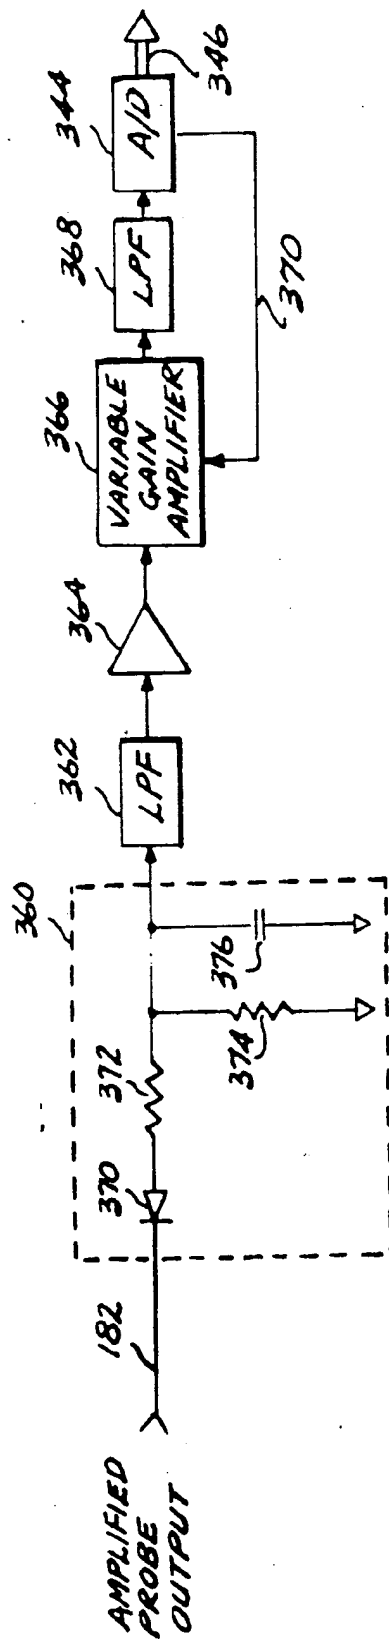 AMPLIFIED
PROBE
OUTPUT
182
360
370
372
374
376
362
LPF
364
366
VARIABLE
GAIN
AMPLIFIER
368
LPF
344
A/D
346
370